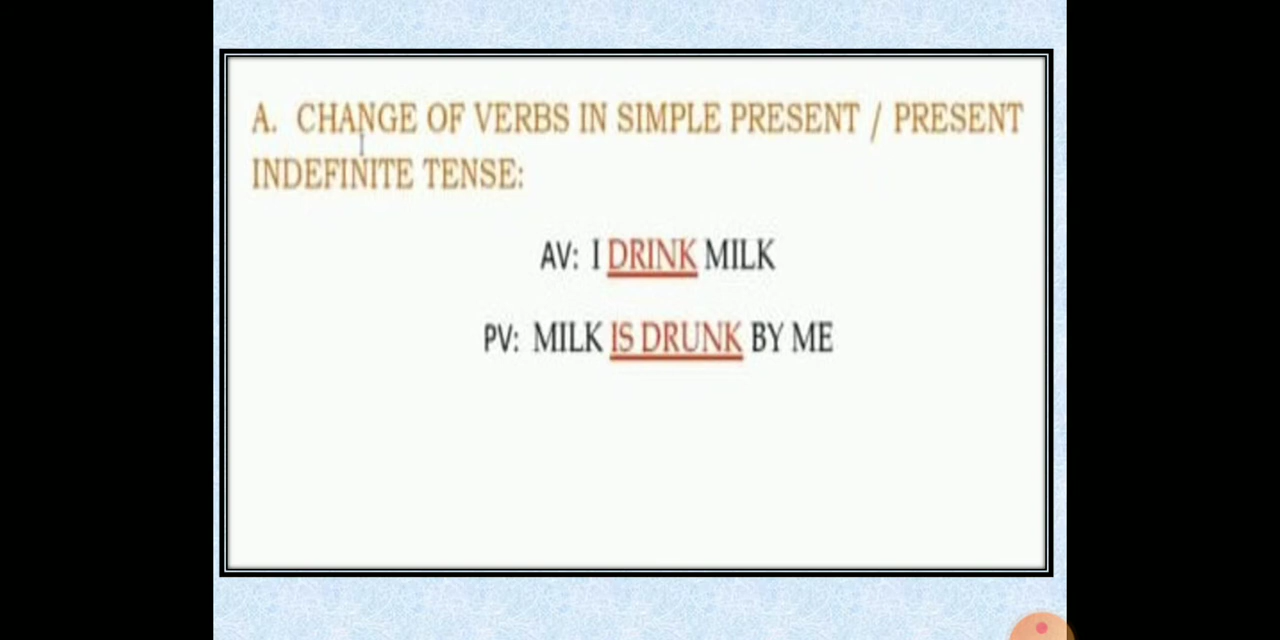 A. CHANGE OF VERBS IN SIMPLE PRESENT / PRESENT
INDEFINITE TENSE:
AV: I DRINK MILK
PV: MILK IS DRUNK BY ME